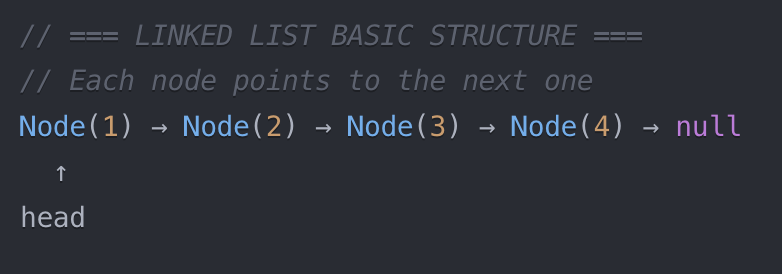 // === LINKED LIST BASIC STRUCTURE ===
// Each node points to the next one
Node(1) → Node(2) → Node(3) → Node(4) → null
↑
head